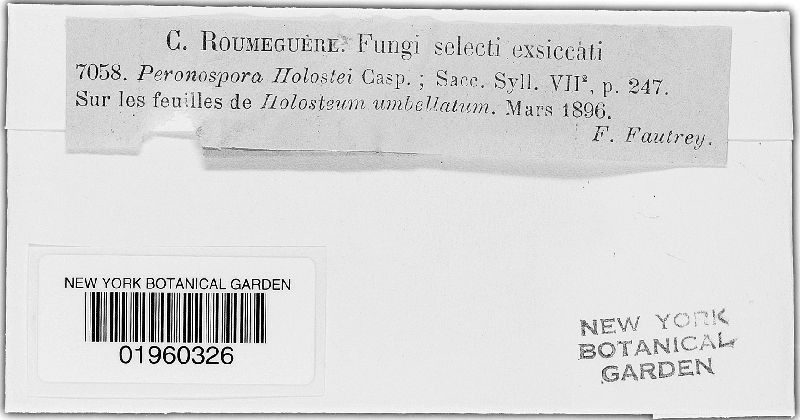 C. ROUMEGUÈRE. Fungi selecti exsiccati
7058. Peronospora Holostei Casp. ; Sacc. Syll. VII², p. 247.
Sur les feuilles de Holosteum umbellatum. Mars 1896.
F. Fautrey.
NEW YORK BOTANICAL GARDEN
01960326
NEW YORK
BOTANICAL
GARDEN